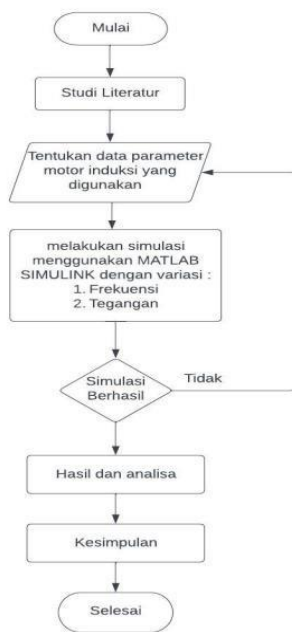 Mulai
Studi Literatur
Tentukan data parameter
motor induksi yang
digunakan
melakukan simulasi
menggunakan MATLAB
SIMULINK dengan variasi :
1. Frekuensi
2. Tegangan
Simulasi
Berhasil
Tidak
Hasil dan analisa
Kesimpulan
Selesai